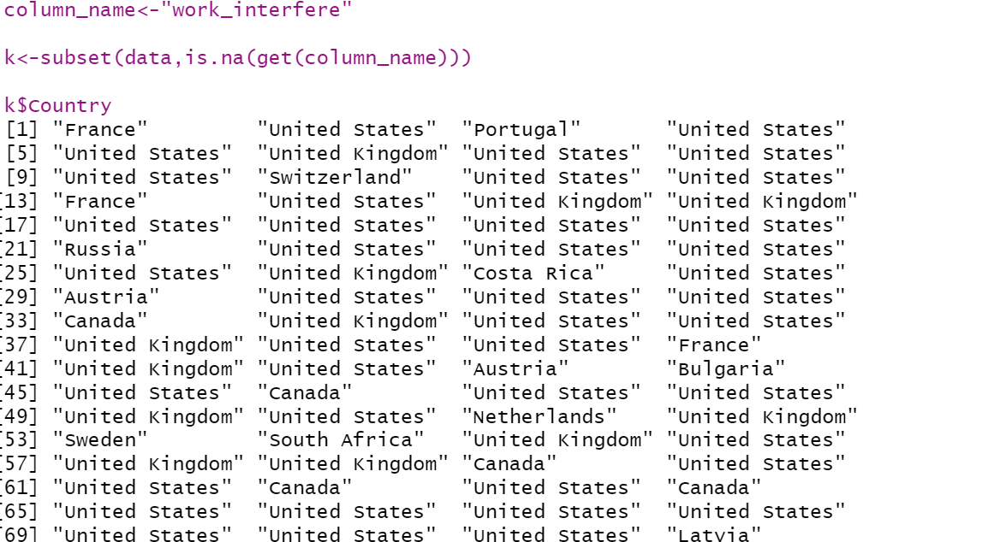 column_name<-"work_interfere"
k<-subset(data,is.na(get(column_name)))
k$Country
[1] "France" "United States" "Portugal" "United States"
[5] "United States" "United Kingdom" "United States" "United States"
[9] "United States" "Switzerland" "United States" "United States"
[13] "France" "United States" "United Kingdom" "United Kingdom"
[17] "United States" "United States" "United States" "United States"
[21] "Russia" "United States" "United States" "United States"
[25] "United States" "United Kingdom" "Costa Rica" "United States"
[29] "Austria" "United States" "United States" "United States"
[33] "Canada" "United Kingdom" "United States" "United States"
[37] "United Kingdom" "United States" "United States" "France"
[41] "United Kingdom" "United States" "Austria" "Bulgaria"
[45] "United States" "Canada" "United States" "United States"
[49] "United Kingdom" "United States" "Netherlands" "United Kingdom"
[53] "Sweden" "South Africa" "United Kingdom" "United States"
[57] "United Kingdom" "United Kingdom" "Canada" "United States"
[61] "United States" "Canada" "United States" "Canada"
[65] "United States" "United States" "United States" "United States"
[69] "United States" "United States" "United States" "Latvia"